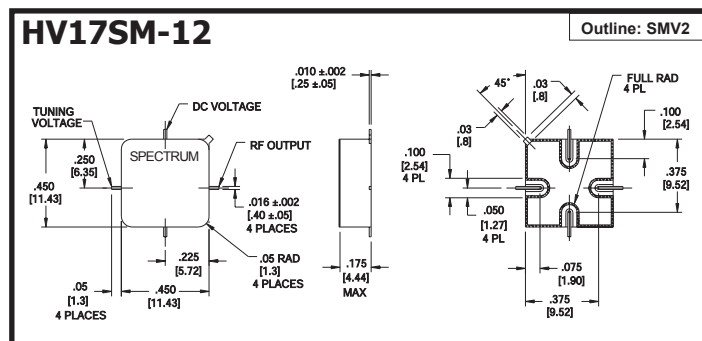 HV17SM-12
Outline: SMV2
.010 ±.002
[.25 ±.05]
TUNING
VOLTAGE
DC VOLTAGE
RF OUTPUT
SPECTRUM
.250
[6.35]
.450
[11.43]
.016 ±.002
[.40 ±.05]
4 PLACES
.225
[5.72]
.05 RAD
[1.3]
4 PLACES
.05
[1.3]
4 PLACES
.450
[11.43]
.175
[4.44]
MAX
45°
.03
[.8]
FULL RAD
4 PL
.03
[.8]
.100
[2.54]
.100
[2.54]
4 PL
.375
[9.52]
.050
[1.27]
4 PL
.075
[1.90]
.375
[9.52]